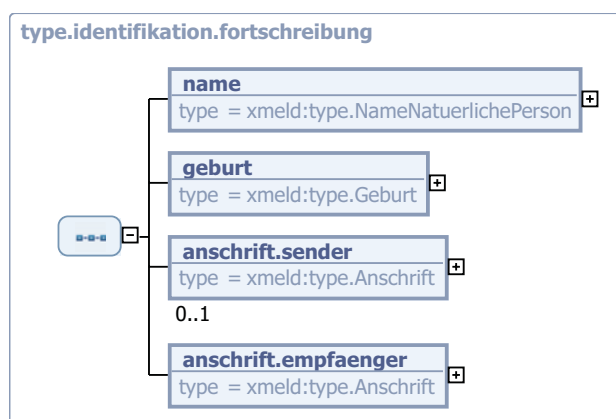 type.identifikation.fortschreibung
name
type = xmeld:type.NameNatuerlichePerson
geburt
type = xmeld:type.Geburt
anschrift.sender
type = xmeld:type.Anschrift
0..1
anschrift.empfaenger
type = xmeld:type.Anschrift